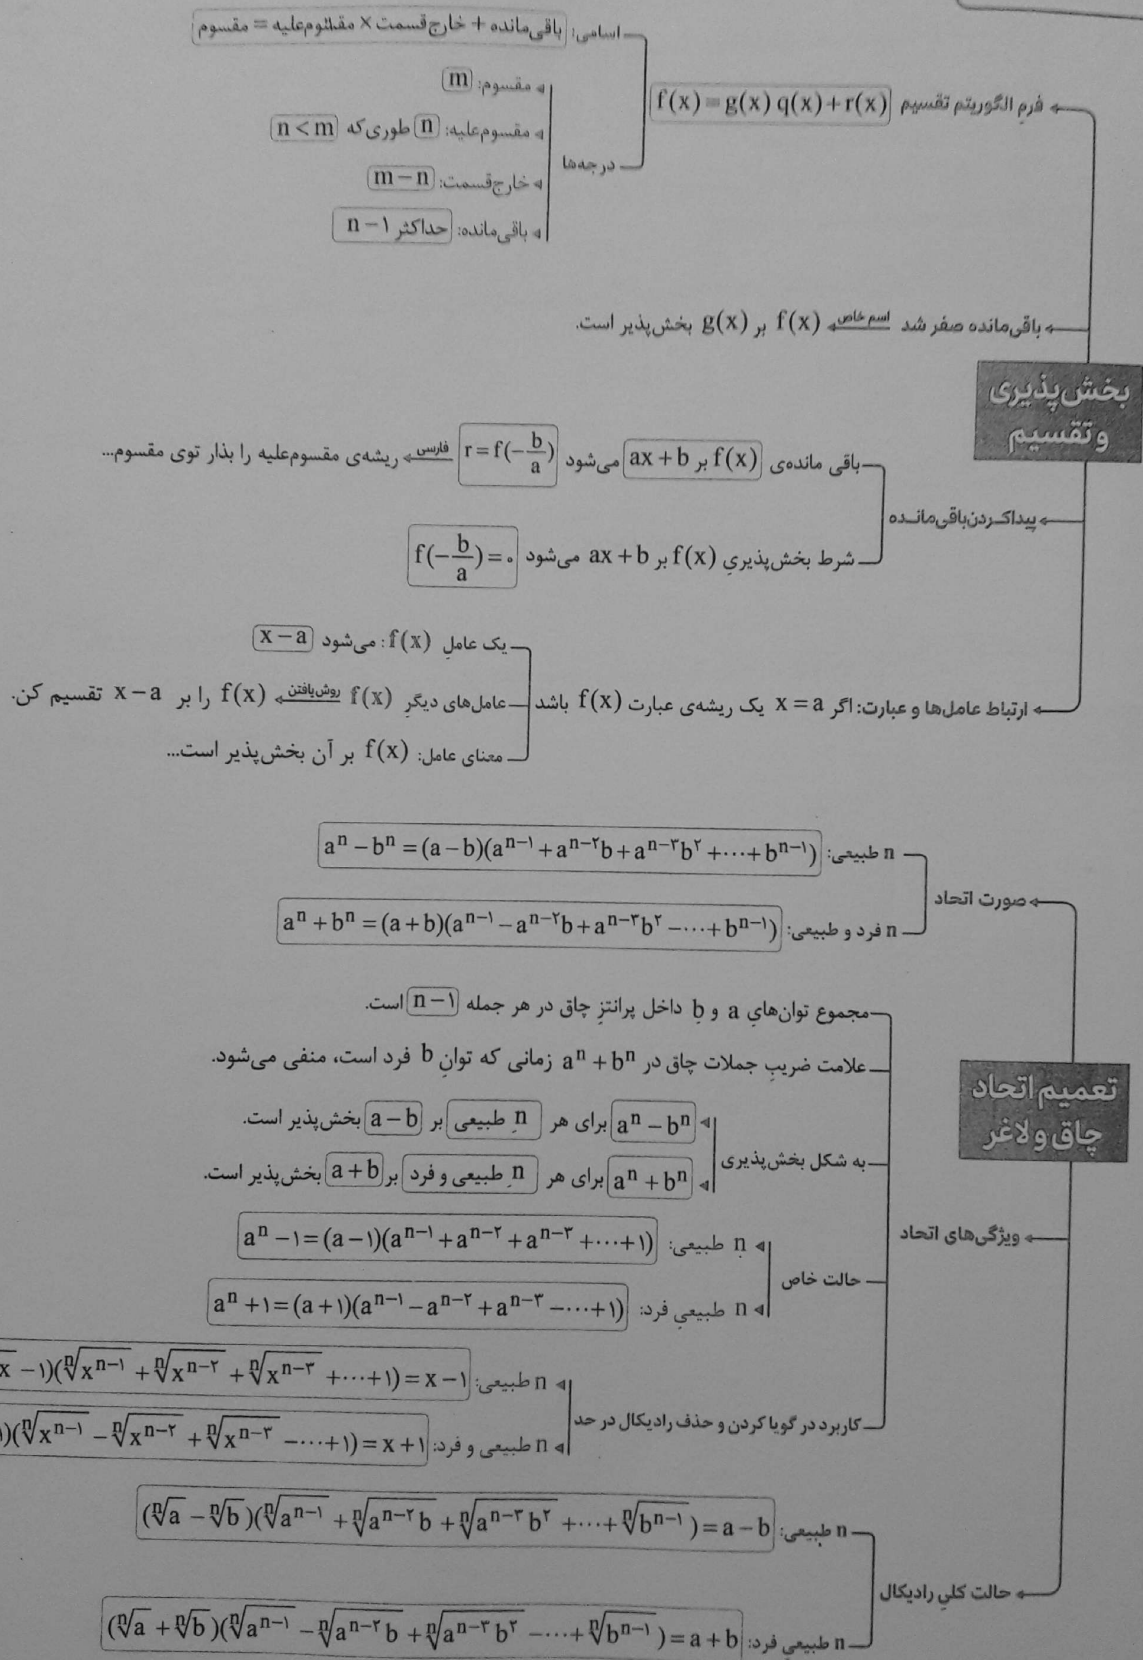 اسامی: باقی‌مانده + خارج‌قسمت × مقسوم‌علیه = مقسوم
فرمِ الگوریتم تقسیم f(x) = g(x) q(x) + r(x)
درجه‌ها
مقسوم: m
مقسوم‌علیه: n طوری‌که n < m
خارج‌قسمت: m − n
باقی‌مانده: حداکثر n − ۱
باقی‌مانده صفر شد اسم خاص f(x) بر g(x) بخش‌پذیر است.
بخش‌پذیری
و تقسیم
پیدا کردن باقی‌مانده
باقی مانده‌ی f(x) بر ax + b می‌شود r = f(−b/a) فارسی ریشه‌ی مقسوم‌علیه را بذار توی مقسوم...
شرط بخش‌پذیریِ f(x) بر ax + b می‌شود f(−b/a) = ۰
ارتباط عامل‌ها و عبارت: اگر x = a یک ریشه‌ی عبارت f(x) باشد
یک عاملِ f(x): می‌شود x − a
عامل‌های دیگرِ f(x) روش‌یافتن f(x) را بر x − a تقسیم کن.
معنای عامل: f(x) بر آن بخش‌پذیر است...
صورت اتحاد
n طبیعی: aⁿ − bⁿ = (a − b)(aⁿ⁻¹ + aⁿ⁻²b + aⁿ⁻³b² + ⋯ + bⁿ⁻¹)
n فرد و طبیعی: aⁿ + bⁿ = (a + b)(aⁿ⁻¹ − aⁿ⁻²b + aⁿ⁻³b² − ⋯ + bⁿ⁻¹)
تعمیم اتحاد
چاق و لاغر
ویژگی‌های اتحاد
مجموع توان‌هایِ a و b داخل پرانتزِ چاق در هر جمله n − ۱ است.
علامت ضریبِ جملات چاق در aⁿ + bⁿ زمانی که توانِ b فرد است، منفی می‌شود.
به شکل بخش‌پذیری
aⁿ − bⁿ برای هر n ِ طبیعی بر a − b بخش‌پذیر است.
aⁿ + bⁿ برای هر n ِ طبیعی و فرد بر a + b بخش‌پذیر است.
حالت خاص
n ِ طبیعی: aⁿ − ۱ = (a − ۱)(aⁿ⁻¹ + aⁿ⁻² + aⁿ⁻³ + ⋯ + ۱)
n طبیعیِ فرد: aⁿ + ۱ = (a + ۱)(aⁿ⁻¹ − aⁿ⁻² + aⁿ⁻³ − ⋯ + ۱)
کاربرد در گویا کردن و حذف رادیکال در حد
n طبیعی: x − ۱)(ⁿ√xⁿ⁻¹ + ⁿ√xⁿ⁻² + ⁿ√xⁿ⁻³ + ⋯ + ۱) = x − ۱
n طبیعی و فرد: )(ⁿ√xⁿ⁻¹ − ⁿ√xⁿ⁻² + ⁿ√xⁿ⁻³ − ⋯ + ۱) = x + ۱
حالت کلیِ رادیکال
n طبیعی: (ⁿ√a − ⁿ√b)(ⁿ√aⁿ⁻¹ + ⁿ√aⁿ⁻²b + ⁿ√aⁿ⁻³b² + ⋯ + ⁿ√bⁿ⁻¹) = a − b
n طبیعیِ فرد: (ⁿ√a + ⁿ√b)(ⁿ√aⁿ⁻¹ − ⁿ√aⁿ⁻²b + ⁿ√aⁿ⁻³b² − ⋯ + ⁿ√bⁿ⁻¹) = a + b